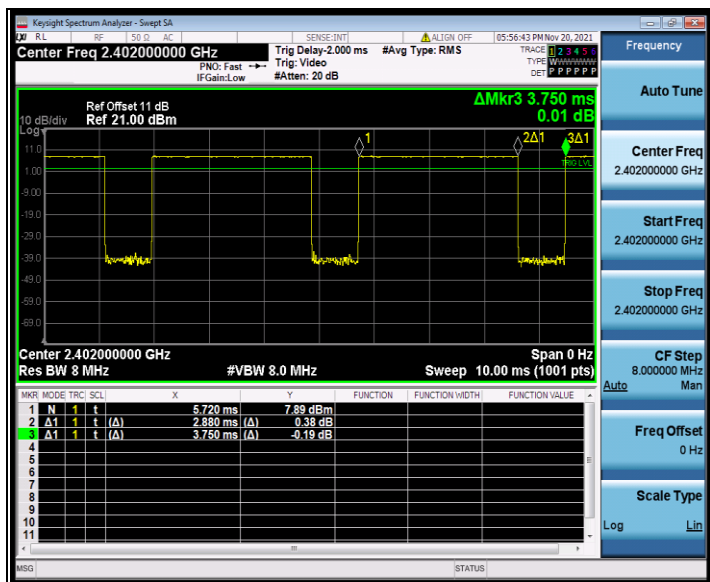 Keysight Spectrum Analyzer - Swept SA
LXI RL RF 50 Ω AC SENSE:INT ALIGN OFF 05:56:43 PM Nov 20, 2021
Center Freq 2.402000000 GHz
PNO: Fast
IFGain:Low
Trig Delay-2.000 ms
Trig: Video
#Atten: 20 dB
#Avg Type: RMS
TRACE 1 2 3 4 5 6
TYPE WWWWWW
DET P P P P P P
ΔMkr3 3.750 ms
0.01 dB
Ref Offset 11 dB
10 dB/div Ref 21.00 dBm
Log
1 2Δ1 3Δ1
TRIG LVL
11.0
1.00
-9.00
-19.0
-29.0
-39.0
-49.0
-59.0
-69.0
Center 2.402000000 GHz Span 0 Hz
Res BW 8 MHz #VBW 8.0 MHz Sweep 10.00 ms (1001 pts)
MKR MODE TRC SCL X Y FUNCTION FUNCTION WIDTH FUNCTION VALUE
1 N 1 t 5.720 ms 7.89 dBm
2 Δ1 1 t (Δ) 2.880 ms (Δ) 0.38 dB
3 Δ1 1 t (Δ) 3.750 ms (Δ) -0.19 dB
4
5
6
7
8
9
10
11
MSG STATUS
Frequency
Auto Tune
Center Freq
2.402000000 GHz
Start Freq
2.402000000 GHz
Stop Freq
2.402000000 GHz
CF Step
8.000000 MHz
Auto Man
Freq Offset
0 Hz
Scale Type
Log Lin